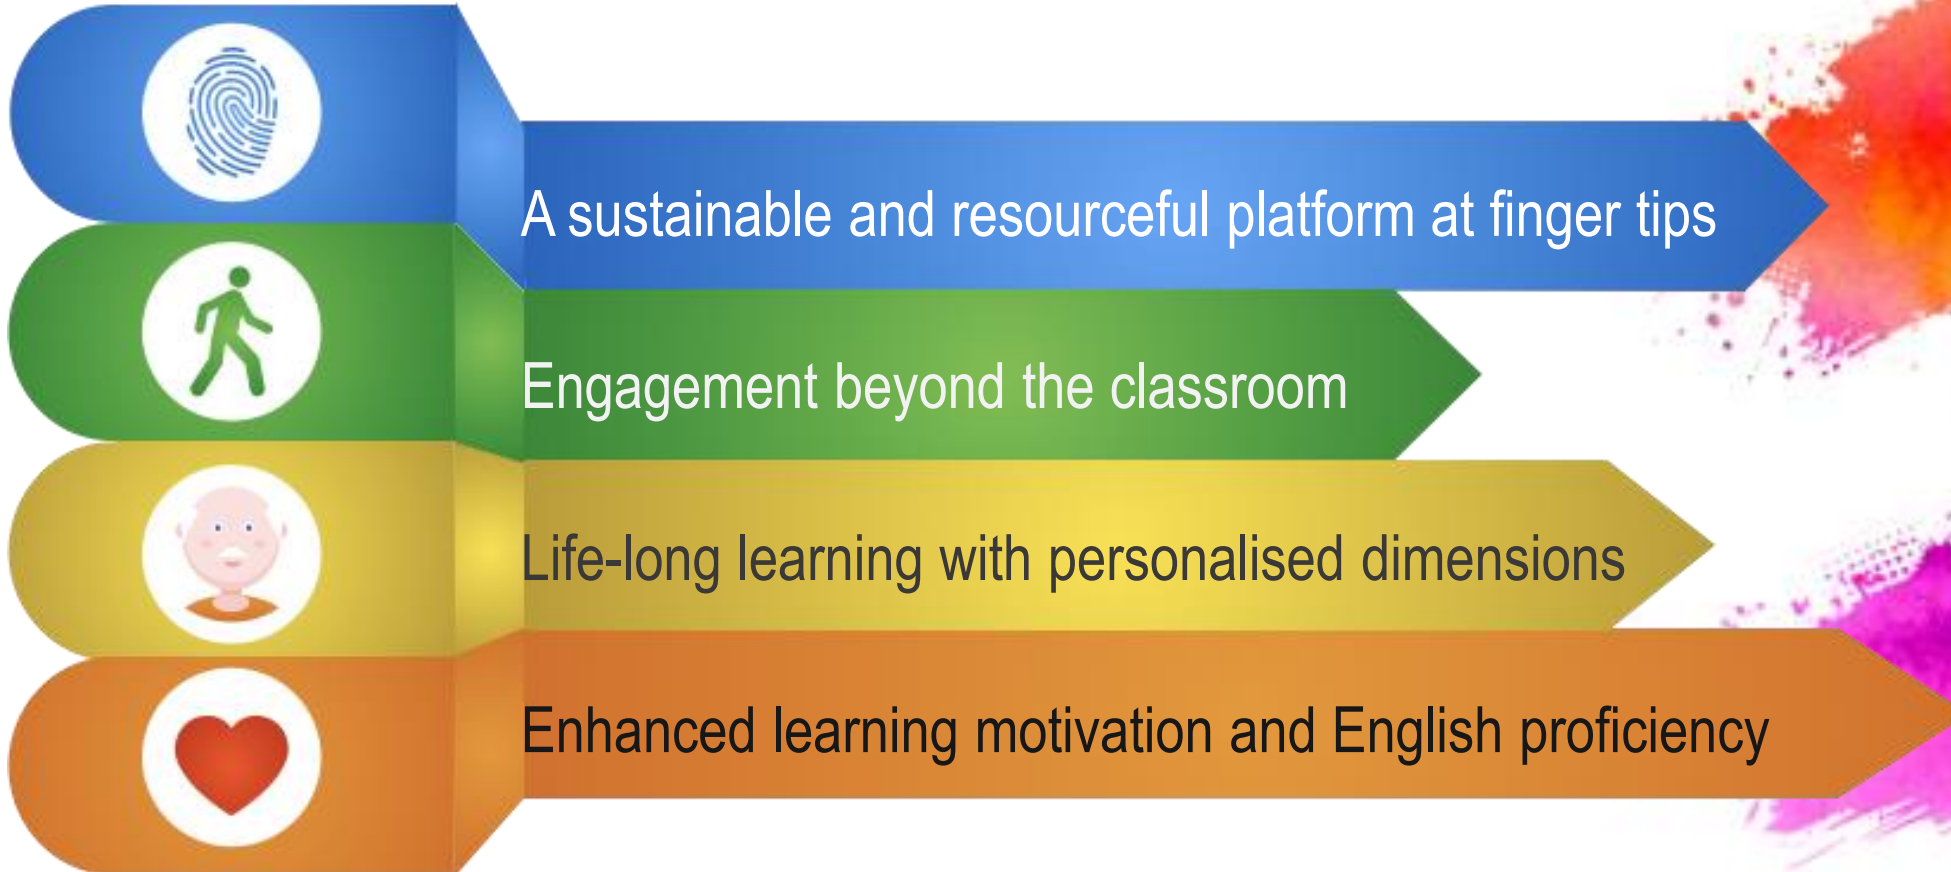 A sustainable and resourceful platform at finger tips
Engagement beyond the classroom
Life-long learning with personalised dimensions
Enhanced learning motivation and English proficiency